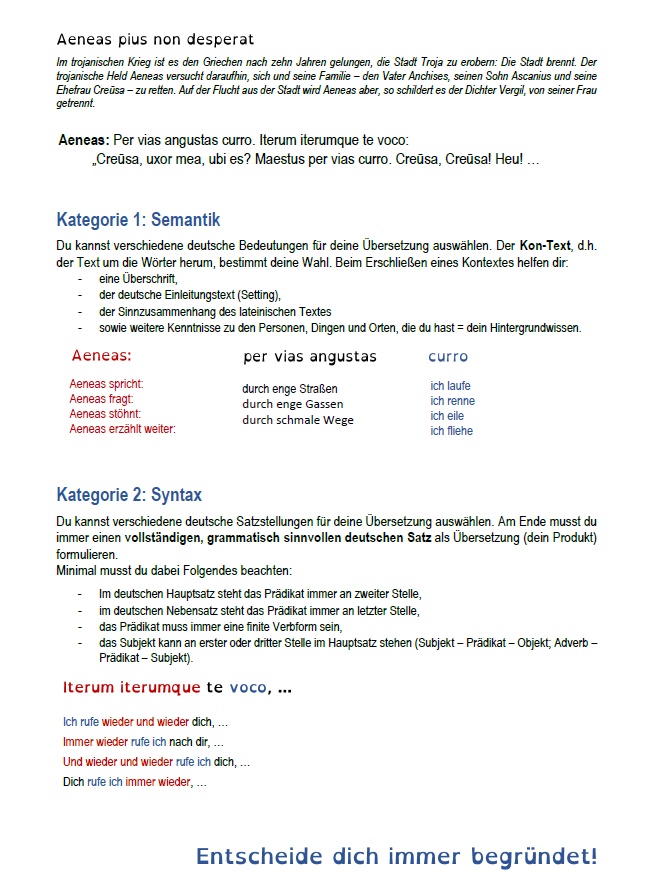 Aeneas pius non desperat
Im trojanischen Krieg ist es den Griechen nach zehn Jahren gelungen, die Stadt Troja zu erobern: Die Stadt brennt. Der
trojanische Held Aeneas versucht daraufhin, sich und seine Familie – den Vater Anchises, seinen Sohn Ascanius und seine
Ehefrau Creūsa – zu retten. Auf der Flucht aus der Stadt wird Aeneas aber, so schildert es der Dichter Vergil, von seiner Frau
getrennt.
Aeneas: Per vias angustas curro. Iterum iterumque te voco:
„Creūsa, uxor mea, ubi es? Maestus per vias curro. Creūsa, Creūsa! Heu! …
Kategorie 1: Semantik
Du kannst verschiedene deutsche Bedeutungen für deine Übersetzung auswählen. Der Kon-Text, d.h.
der Text um die Wörter herum, bestimmt deine Wahl. Beim Erschließen eines Kontextes helfen dir:
- eine Überschrift,
- der deutsche Einleitungstext (Setting),
- der Sinnzusammenhang des lateinischen Textes
- sowie weitere Kenntnisse zu den Personen, Dingen und Orten, die du hast = dein Hintergrundwissen.
Aeneas: per vias angustas curro
Aeneas spricht: durch enge Straßen ich laufe
Aeneas fragt: durch enge Gassen ich renne
Aeneas stöhnt: durch schmale Wege ich eile
Aeneas erzählt weiter: ich fliehe
Kategorie 2: Syntax
Du kannst verschiedene deutsche Satzstellungen für deine Übersetzung auswählen. Am Ende musst du
immer einen vollständigen, grammatisch sinnvollen deutschen Satz als Übersetzung (dein Produkt)
formulieren.
Minimal musst du dabei Folgendes beachten:
- Im deutschen Hauptsatz steht das Prädikat immer an zweiter Stelle,
- im deutschen Nebensatz steht das Prädikat immer an letzter Stelle,
- das Prädikat muss immer eine finite Verbform sein,
- das Subjekt kann an erster oder dritter Stelle im Hauptsatz stehen (Subjekt – Prädikat – Objekt; Adverb –
Prädikat – Subjekt).
Iterum iterumque te voco, …
Ich rufe wieder und wieder dich, …
Immer wieder rufe ich nach dir, …
Und wieder und wieder rufe ich dich, …
Dich rufe ich immer wieder, …
Entscheide dich immer begründet!